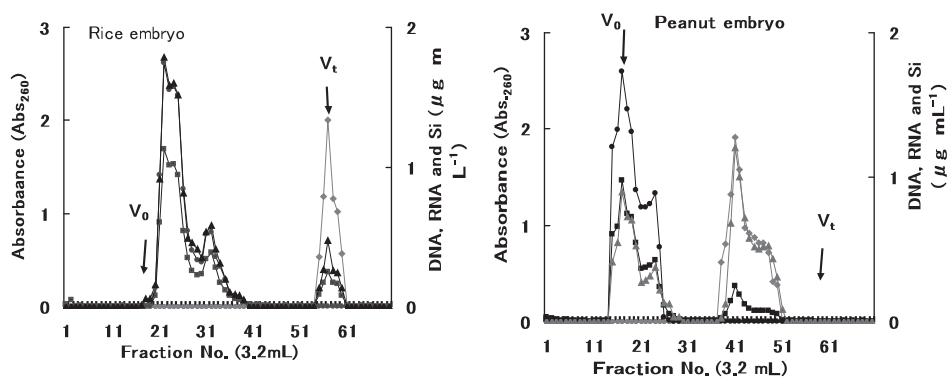 Rice embryo
Absorbaance (Abs260)
3
2
1
0
V0
Vt
2
1
0
DNA, RNA and Si (μg m
L-1)
1 11 21 31 41 51 61
Fraction No. (3.2mL)
Peanut embryo
Absorbance (Abs.260)
3
2
1
0
V0
Vt
2
1
0
DNA, RNA and Si
(μg mL-1)
1 11 21 31 41 51 61
Fraction No. (3.2 mL)